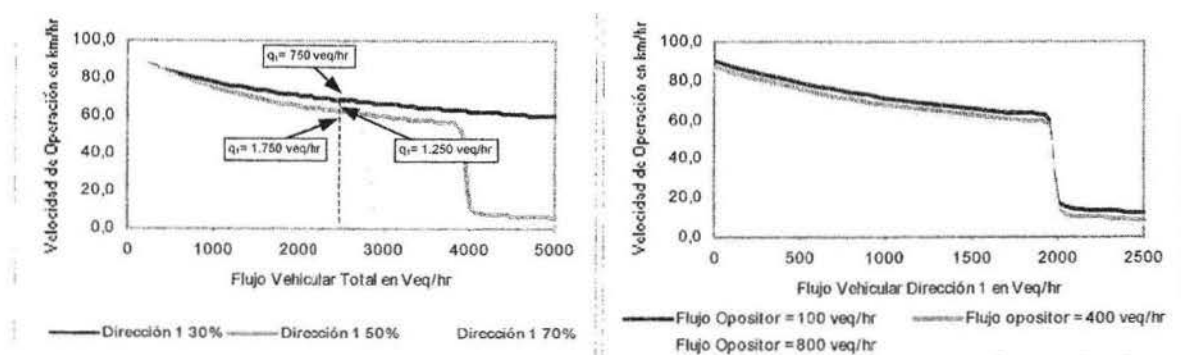 Velocidad de Operación en km/hr
100,0
80,0
60,0
40,0
20,0
0,0
q₁= 750 veq/hr
q₁= 1.750 veq/hr
q₁= 1.250 veq/hr
0 1000 2000 3000 4000 5000
Flujo Vehicular Total en Veq/hr
Dirección 1 30% Dirección 1 50% Dirección 1 70%
Velocidad de Operación en km/hr
100,0
80,0
60,0
40,0
20,0
0,0
0 500 1000 1500 2000 2500
Flujo Vehicular Dirección 1 en Veq/hr
Flujo Opositor = 100 veq/hr Flujo opositor = 400 veq/hr
Flujo Opositor = 800 veq/hr